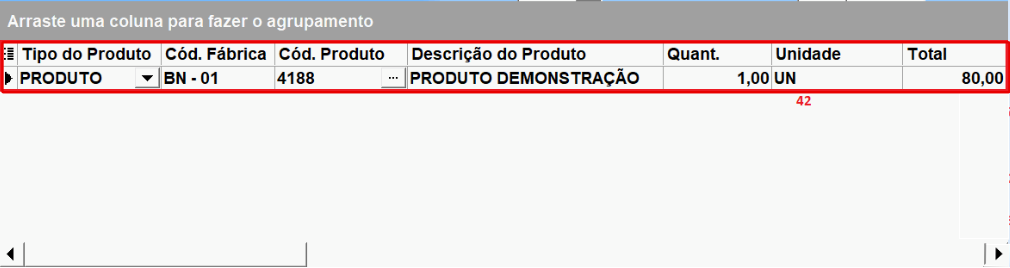 Arraste uma coluna para fazer o agrupamento
Tipo do Produto Cód. Fábrica Cód. Produto Descrição do Produto Quant. Unidade Total
PRODUTO BN - 01 4188 ... PRODUTO DEMONSTRAÇÃO 1,00 UN 80,00
42